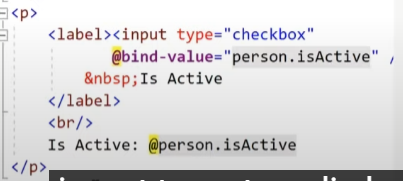 <p>
<label><input type="checkbox"
@bind-value="person.isActive" /
&nbsp;Is Active
</label>
<br/>
Is Active: @person.isActive
</p>